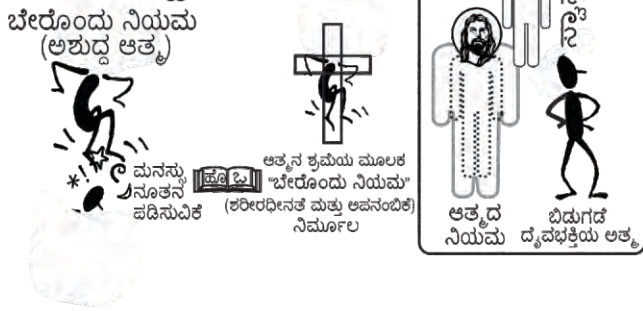 ಬೇರೊಂದು ನಿಯಮ
(ಅಶುದ್ಧ ಆತ್ಮ)
*!
ಮನಸ್ಸು
ನೂತನ
ಪಡಿಸುವಿಕೆ
ಹೂ ಒ
ಆತ್ಮನ ಶ್ರಮೆಯ ಮೂಲಕ
"ಬೇರೊಂದು ನಿಯಮ"
(ಶರೀರಧೀನತೆ ಮತ್ತು ಅಪನಂಬಿಕೆ)
ನಿರ್ಮೂಲ
ಆತ್ಮದ
ನಿಯಮ
ಬಿಡುಗಡೆ
ದೈವಭಕ್ತಿಯ ಆತ್ಮ